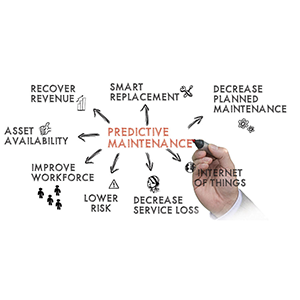 RECOVER
REVENUE
SMART
REPLACEMENT
DECREASE
PLANNED
MAINTENANCE
ASSET
AVAILABILITY
PREDICTIVE
MAINTENANCE
IMPROVE
WORKFORCE
LOWER
RISK
DECREASE
SERVICE LOSS
INTERNET
OF THINGS